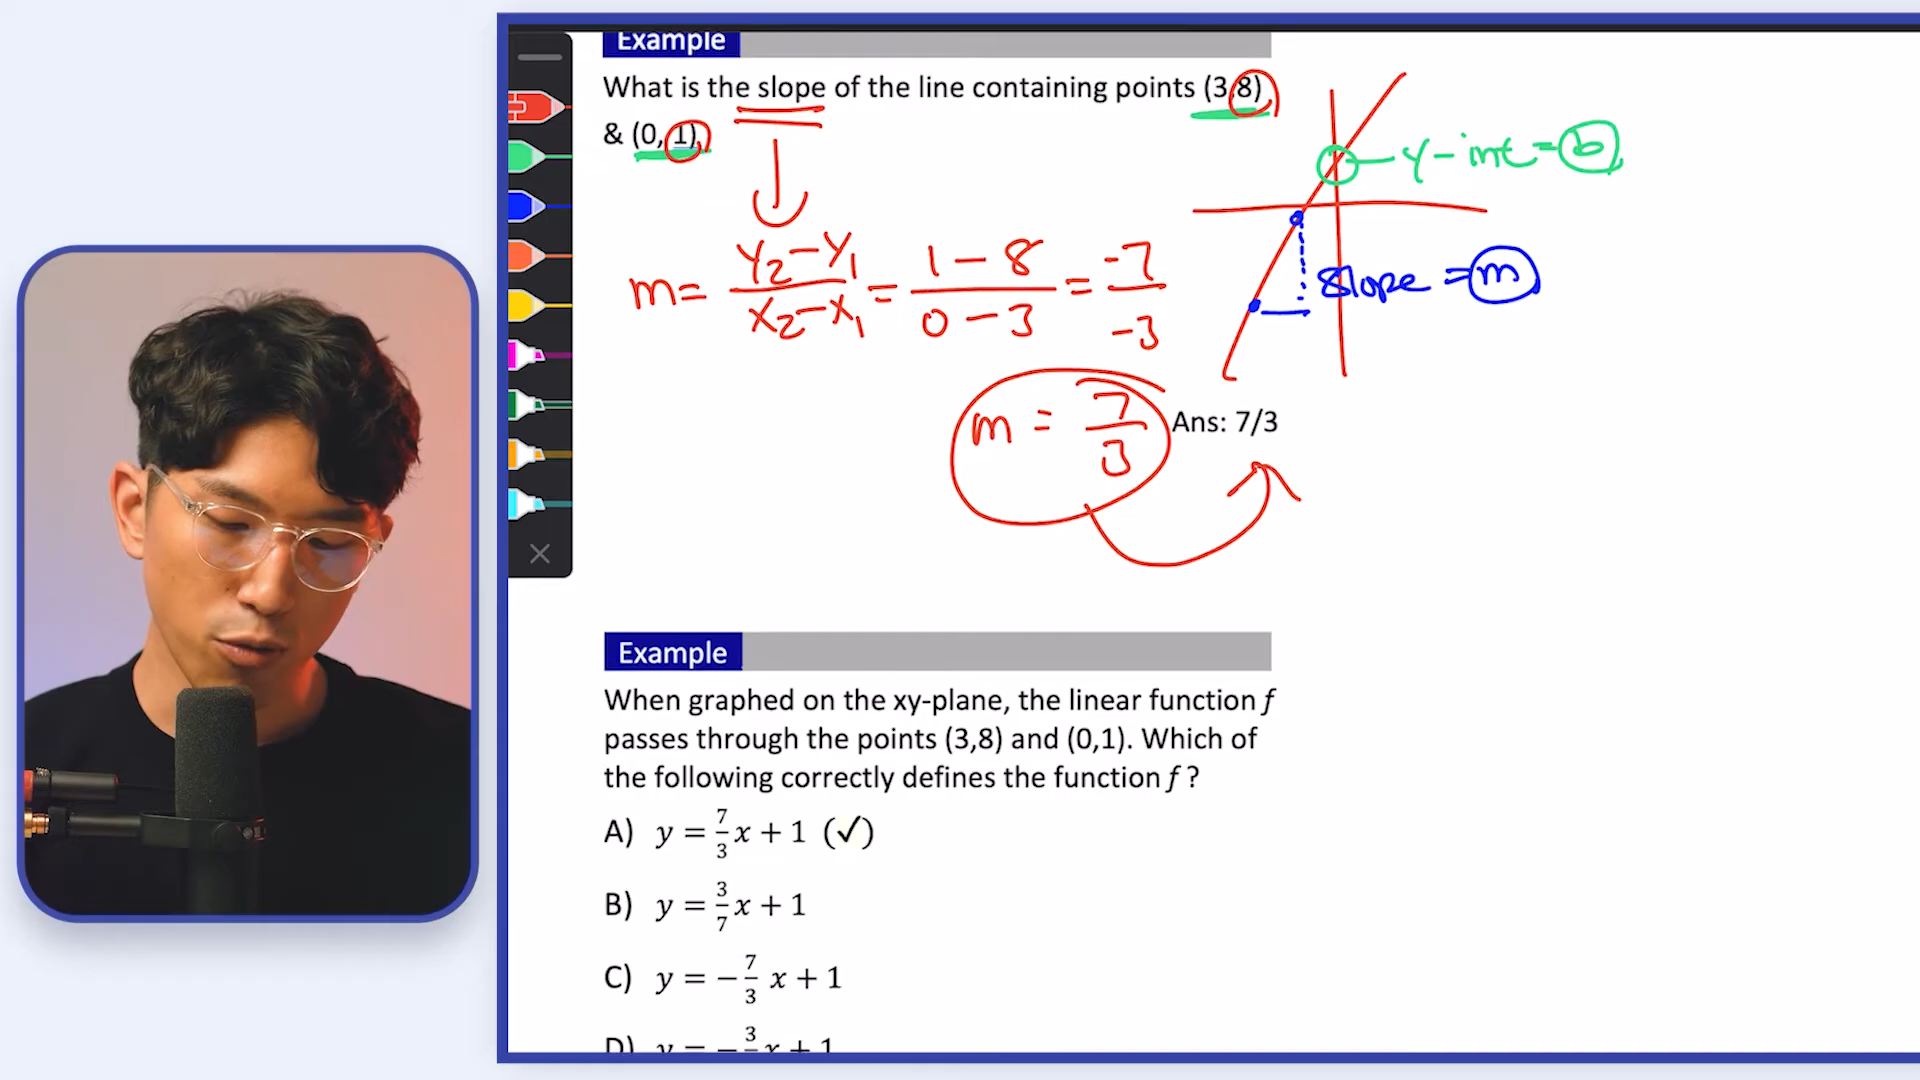 Example
What is the slope of the line containing points (3,8)
& (0, 1)
y-int = b
m = y₂-y₁/x₂-x₁ = 1-8/0-3 = -7/-3
slope = m
m = 7/3
Ans: 7/3
Example
When graphed on the xy-plane, the linear function f
passes through the points (3,8) and (0,1). Which of
the following correctly defines the function f ?
A) y = 7/3 x + 1 (✓)
B) y = 3/7 x + 1
C) y = − 7/3 x + 1